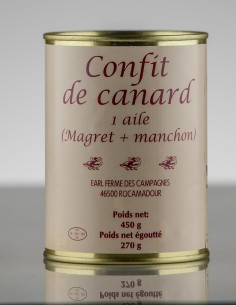 Confit
de canard
1 aile
(Magret + manchon)
EARL FERME DES CAMPAGNES
46500 ROCAMADOUR
Poids net:
450 g
Poids net égoutté
270 g